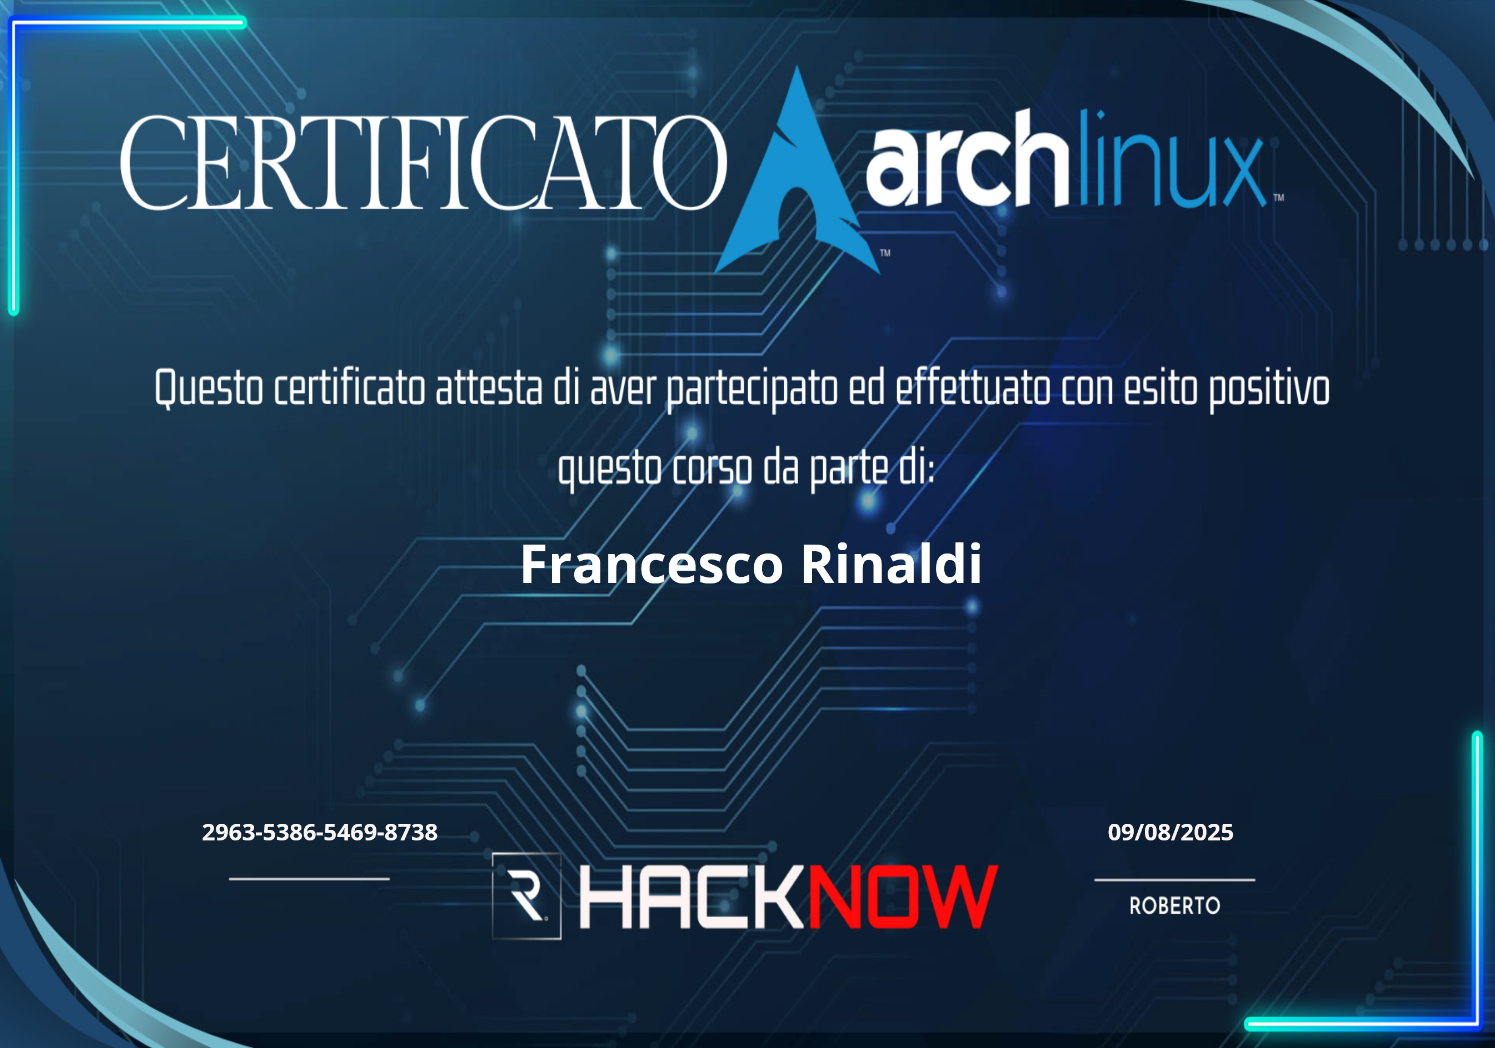 CERTIFICATO archlinux™
™
Questo certificato attesta di aver partecipato ed effettuato con esito positivo
questo corso da parte di:
Francesco Rinaldi
2963-5386-5469-8738
09/08/2025
R HACKNOW
ROBERTO